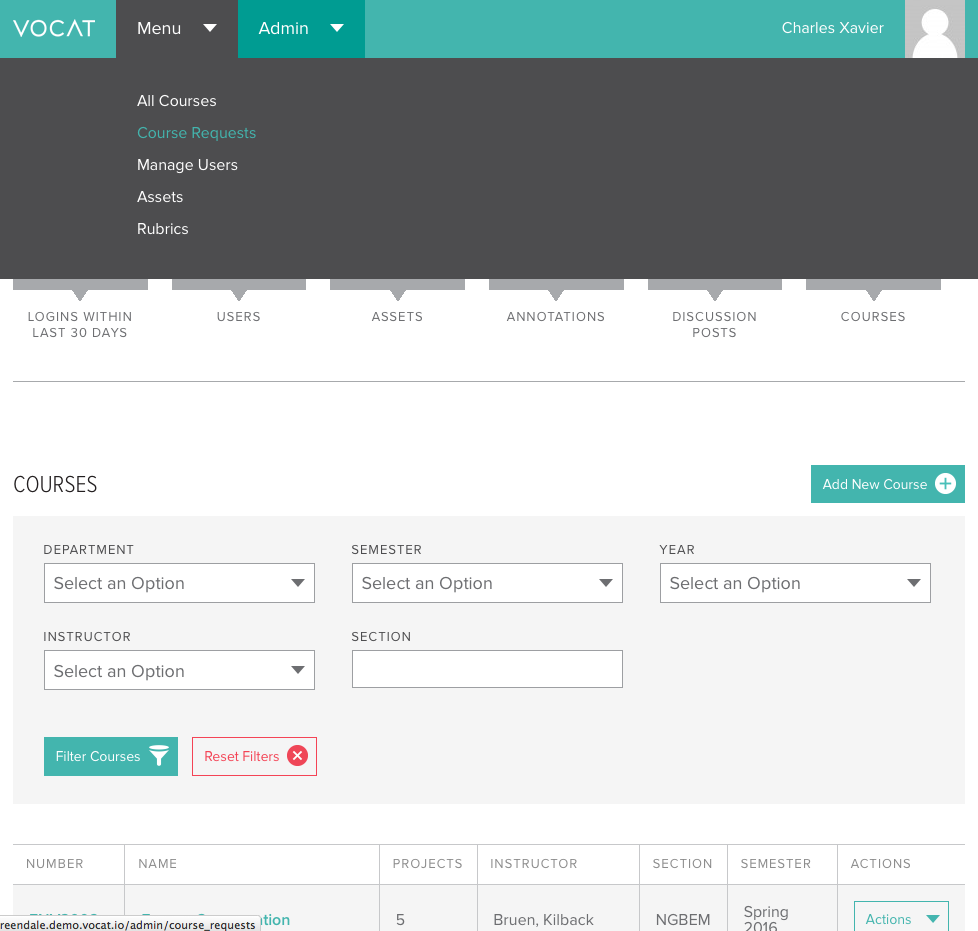 VOCAT
Menu
Admin
Charles Xavier
All Courses
Course Requests
Manage Users
Assets
Rubrics
LOGINS WITHIN
LAST 30 DAYS
USERS
ASSETS
ANNOTATIONS
DISCUSSION
POSTS
COURSES
COURSES
Add New Course
DEPARTMENT
SEMESTER
YEAR
Select an Option
Select an Option
Select an Option
INSTRUCTOR
SECTION
Select an Option
Filter Courses
Reset Filters
NUMBER
NAME
PROJECTS
INSTRUCTOR
SECTION
SEMESTER
ACTIONS
5
Bruen, Kilback
NGBEM
Spring
2016
Actions
reendale.demo.vocat.io/admin/course_requests